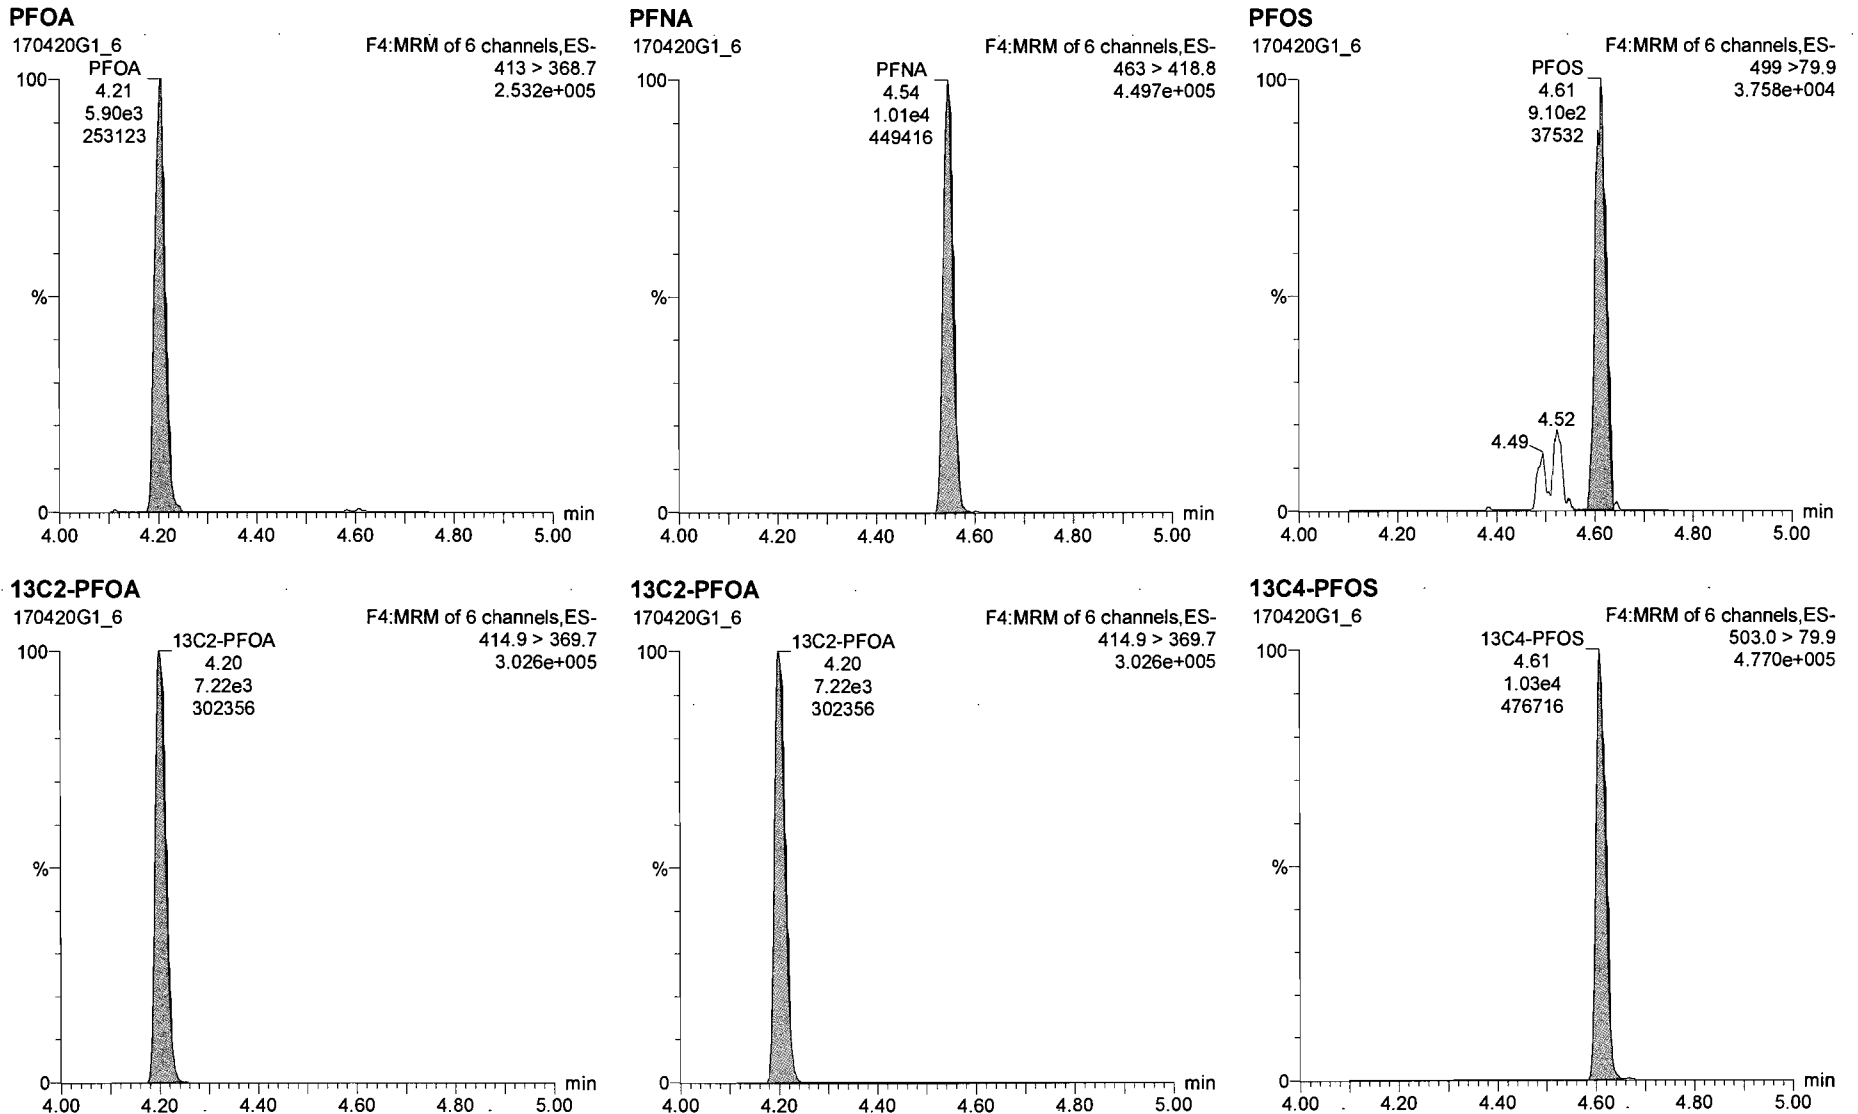 PFOA
170420G1_6
F4:MRM of 6 channels,ES-
413 > 368.7
2.532e+005
PFOA
4.21
5.90e3
253123
100
%
0
4.00 4.20 4.40 4.60 4.80 5.00
min
PFNA
170420G1_6
F4:MRM of 6 channels,ES-
463 > 418.8
4.497e+005
PFNA
4.54
1.01e4
449416
100
%
0
4.00 4.20 4.40 4.60 4.80 5.00
min
PFOS
170420G1_6
F4:MRM of 6 channels,ES-
499 >79.9
3.758e+004
PFOS
4.61
9.10e2
37532
100
%
4.52
4.49
0
4.00 4.20 4.40 4.60 4.80 5.00
min
13C2-PFOA
170420G1_6
F4:MRM of 6 channels,ES-
414.9 > 369.7
3.026e+005
13C2-PFOA
4.20
7.22e3
302356
100
%
0
4.00 4.20 4.40 4.60 4.80 5.00
min
13C2-PFOA
170420G1_6
F4:MRM of 6 channels,ES-
414.9 > 369.7
3.026e+005
13C2-PFOA
4.20
7.22e3
302356
100
%
0
4.00 4.20 4.40 4.60 4.80 5.00
min
13C4-PFOS
170420G1_6
F4:MRM of 6 channels,ES-
503.0 > 79.9
4.770e+005
13C4-PFOS
4.61
1.03e4
476716
100
%
0
4.00 4.20 4.40 4.60 4.80 5.00
min